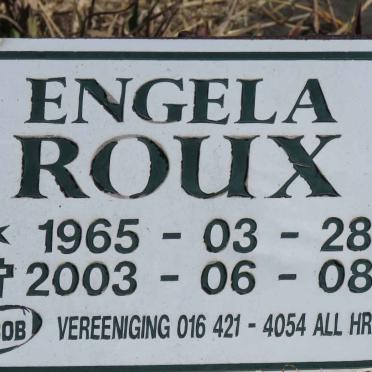 ENGELA
ROUX
* 1965 - 03 - 28
✝ 2003 - 06 - 08
VEREENIGING 016 421 - 4054 ALL HR